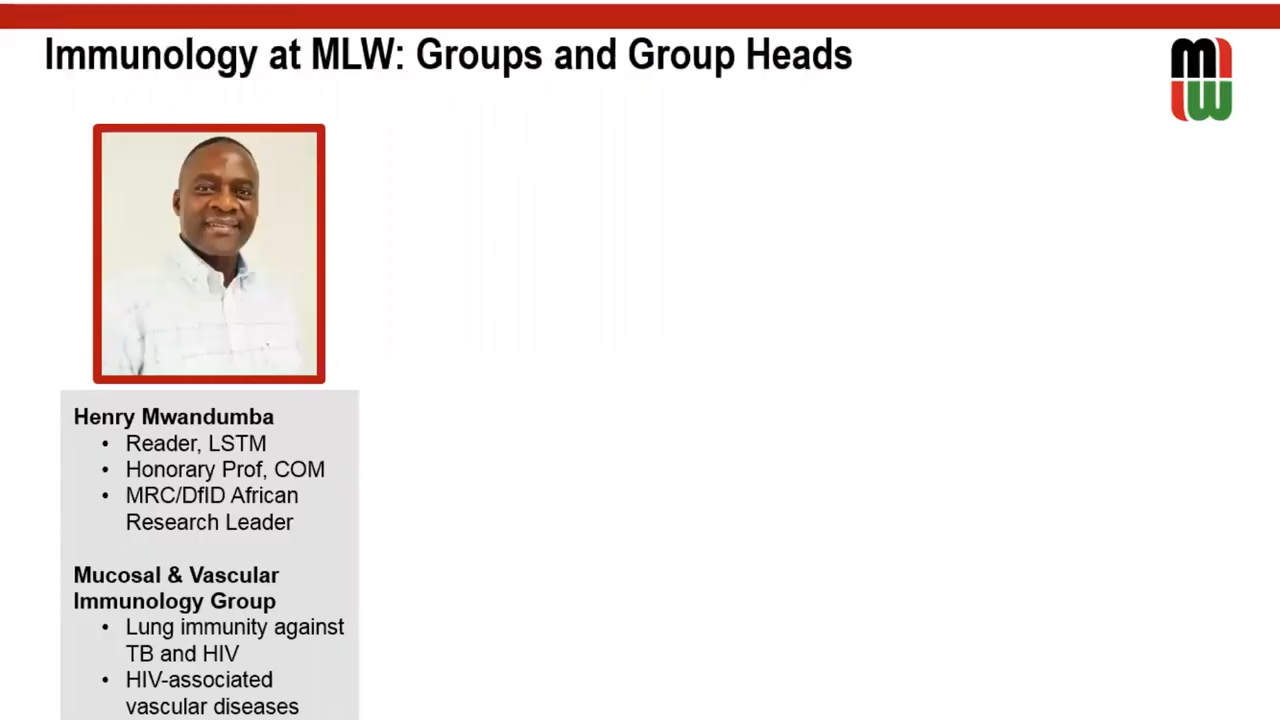 Immunology at MLW: Groups and Group Heads
mlw
Henry Mwandumba
• Reader, LSTM
• Honorary Prof, COM
• MRC/DfID African
Research Leader
Mucosal & Vascular
Immunology Group
• Lung immunity against
TB and HIV
• HIV-associated
vascular diseases